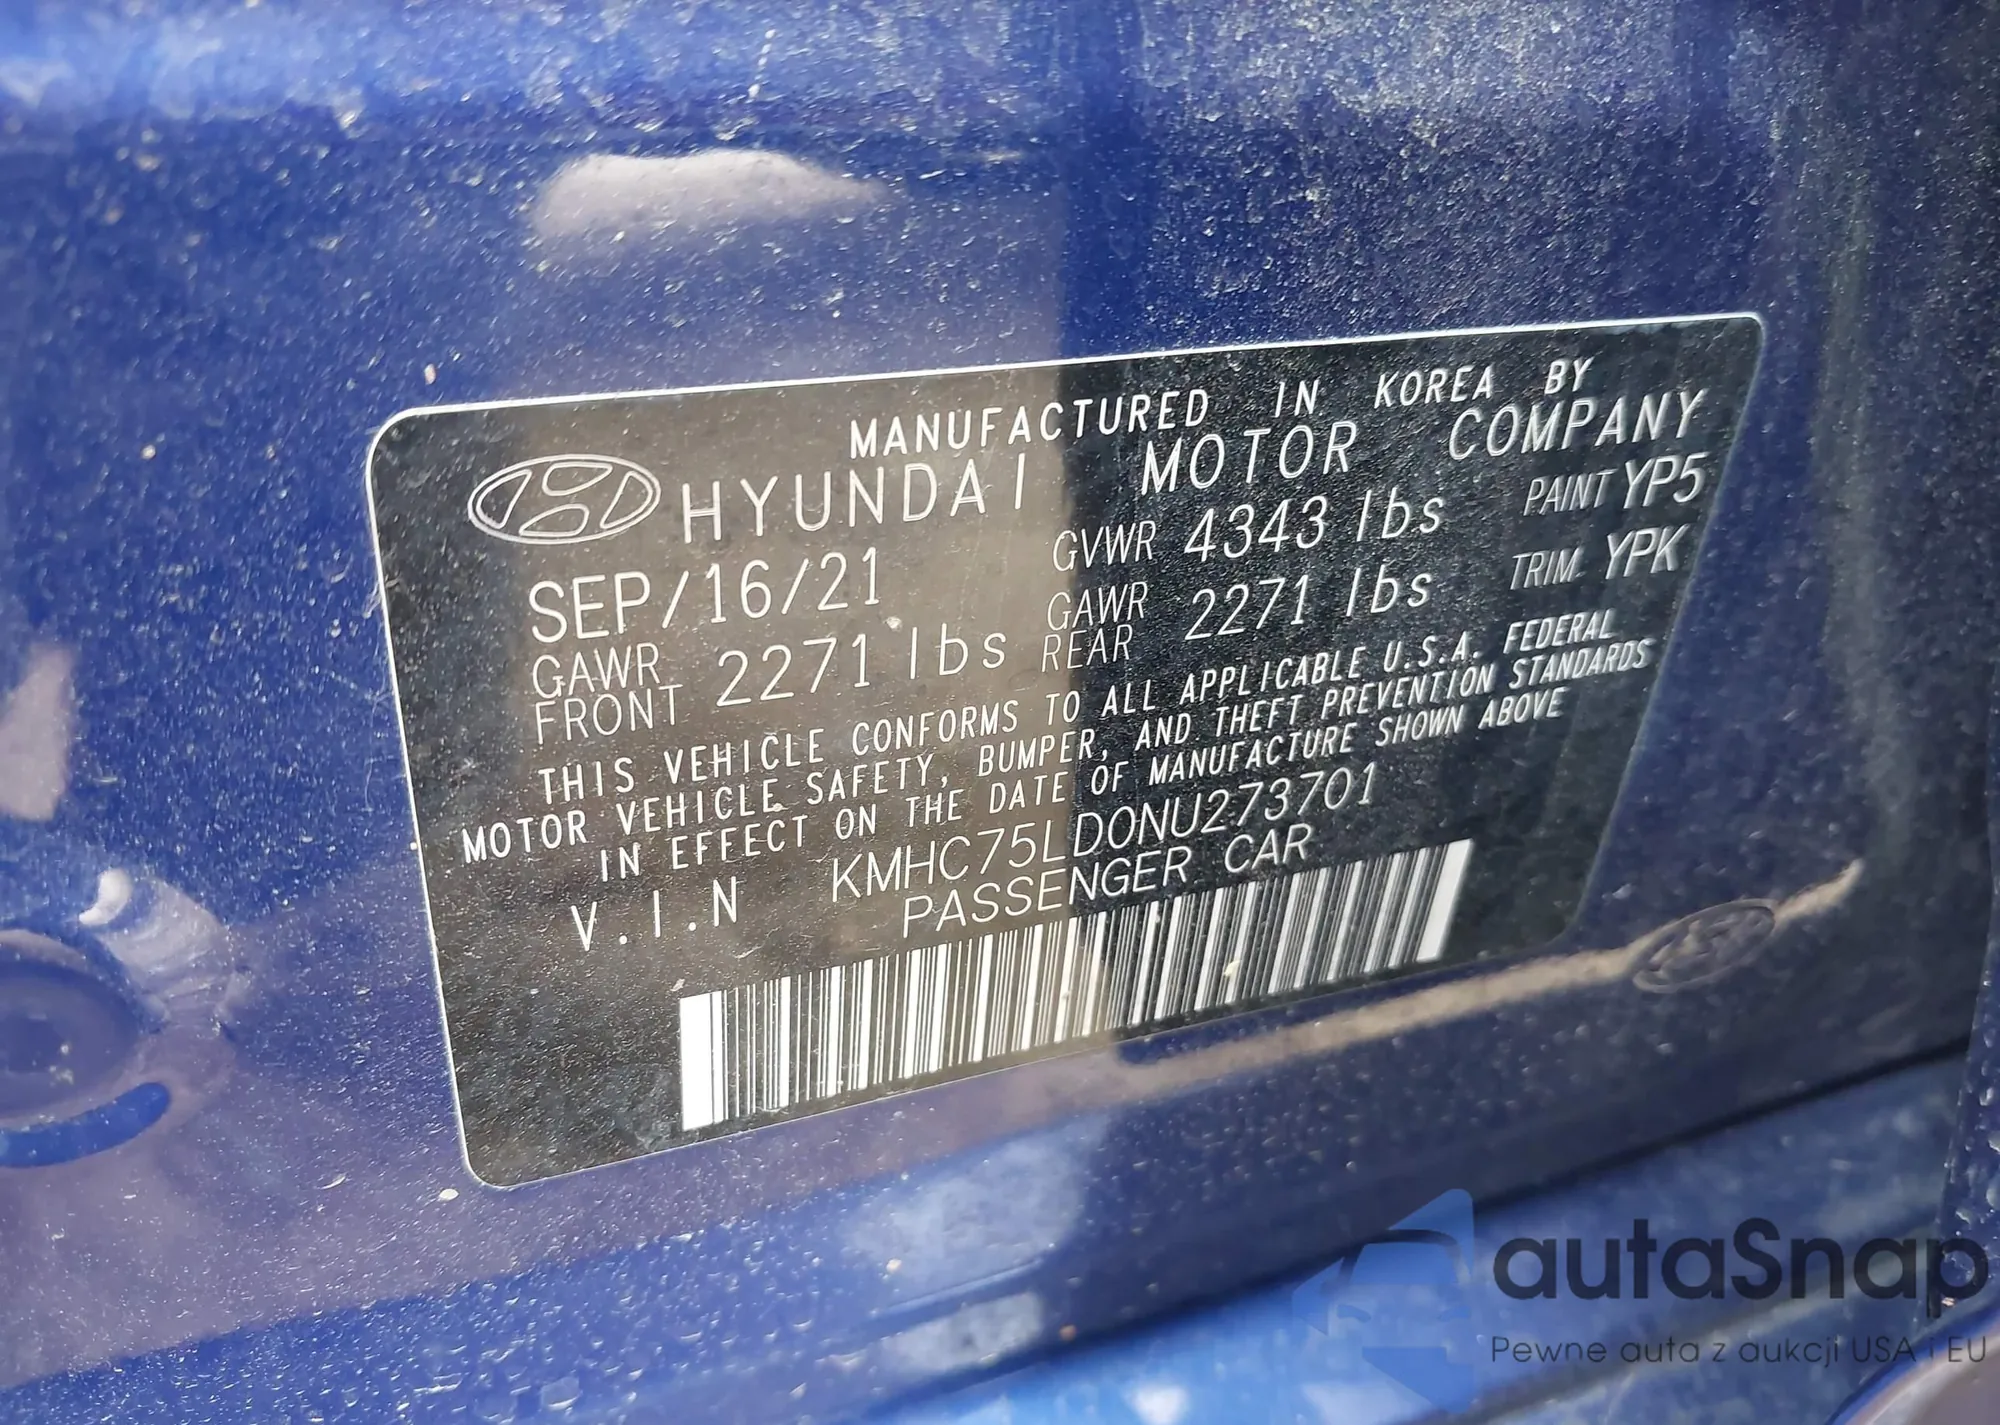 MANUFACTURED IN KOREA BY
HYUNDAI MOTOR COMPANY
SEP/16/21 GVWR 4343 lbs PAINT YP5
GAWR FRONT 2271 lbs GAWR REAR 2271 lbs TRIM YPK
THIS VEHICLE CONFORMS TO ALL APPLICABLE U.S.A. FEDERAL
MOTOR VEHICLE SAFETY, BUMPER, AND THEFT PREVENTION STANDARDS
IN EFFECT ON THE DATE OF MANUFACTURE SHOWN ABOVE
V.I.N KMHC75LD0NU273701
PASSENGER CAR
autaSnap
Pewne auta z aukcji USA i EU